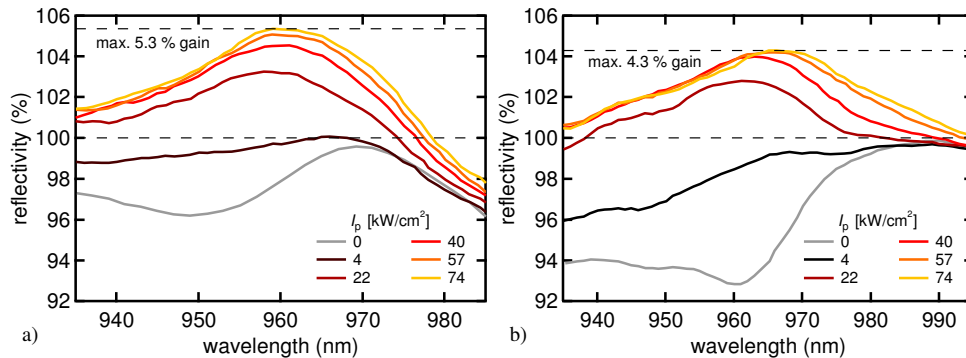 106
104
102
100
98
96
94
92
reflectivity (%)
max. 5.3 % gain
Ip [kW/cm2]
0 40
4 57
22 74
940 950 960 970 980
wavelength (nm)
a)
106
104
102
100
98
96
94
92
reflectivity (%)
max. 4.3 % gain
Ip [kW/cm2]
0 40
4 57
22 74
940 950 960 970 980 990
wavelength (nm)
b)